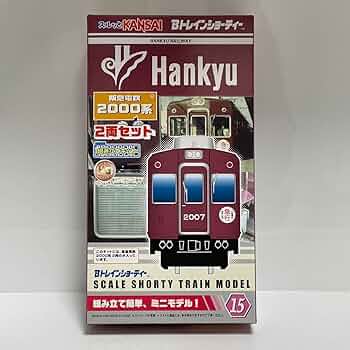 スルッとKANSAI Bトレインショーティー
HANKYU RAILWAY
Hankyu
阪急電鉄
2000系
2両セット
2007
Bトレインショーティー
SCALE SHORTY TRAIN MODEL
組み立て簡単、ミニモデル！
15